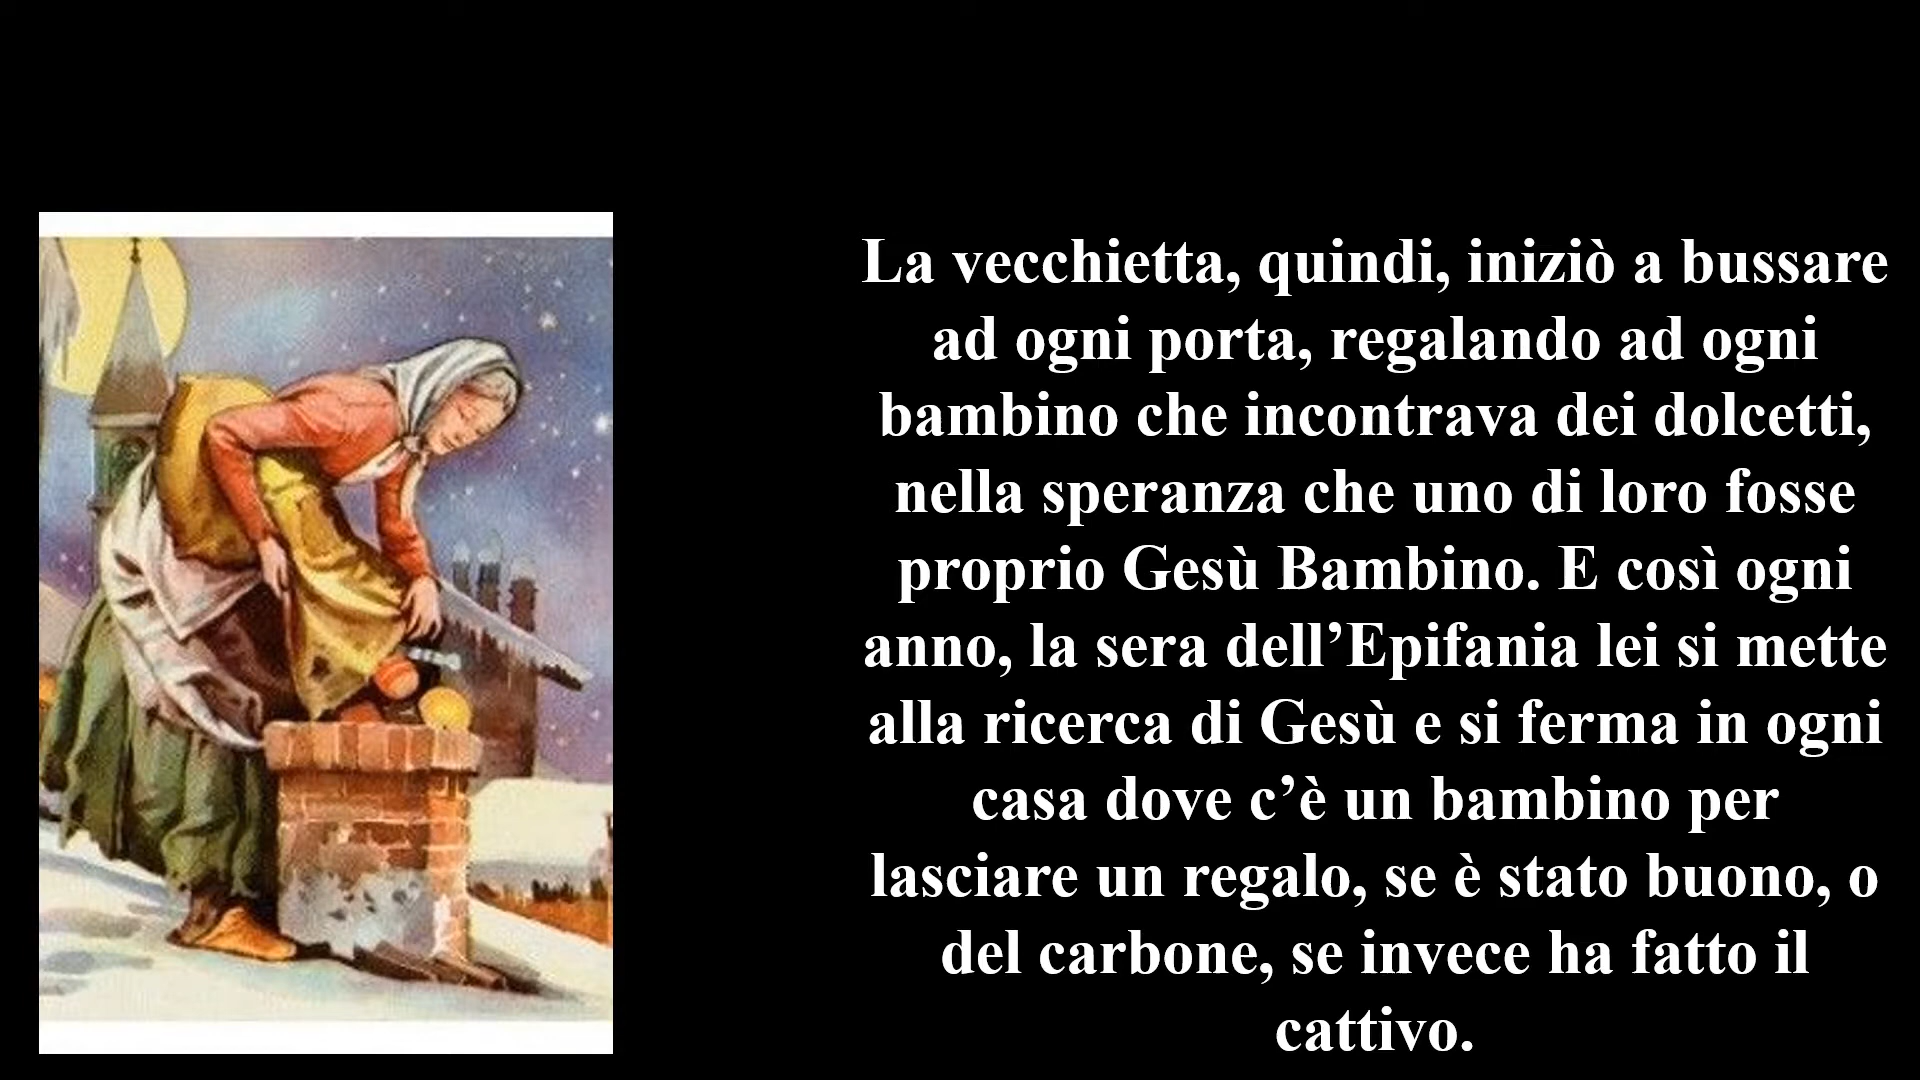 La vecchietta, quindi, iniziò a bussare
ad ogni porta, regalando ad ogni
bambino che incontrava dei dolcetti,
nella speranza che uno di loro fosse
proprio Gesù Bambino. E così ogni
anno, la sera dell’Epifania lei si mette
alla ricerca di Gesù e si ferma in ogni
casa dove c’è un bambino per
lasciare un regalo, se è stato buono, o
del carbone, se invece ha fatto il
cattivo.